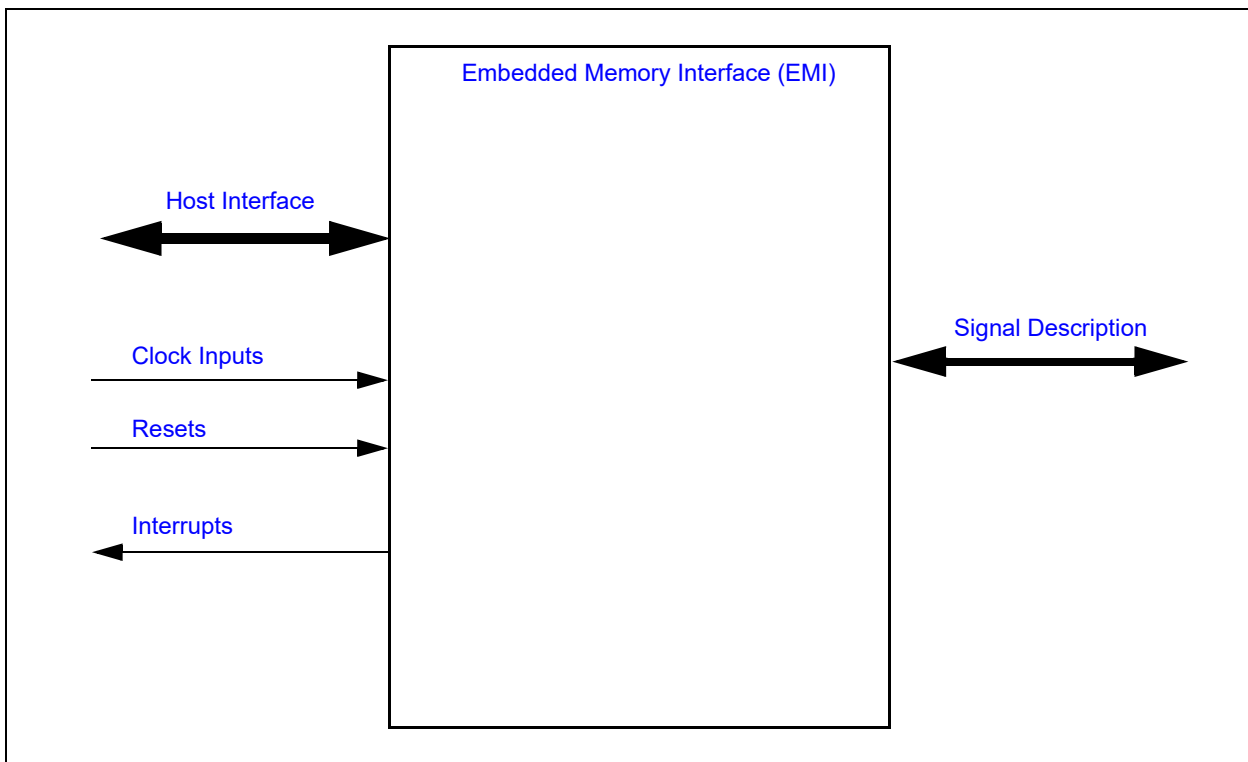 Embedded Memory Interface (EMI)
Host Interface
Signal Description
Clock Inputs
Resets
Interrupts